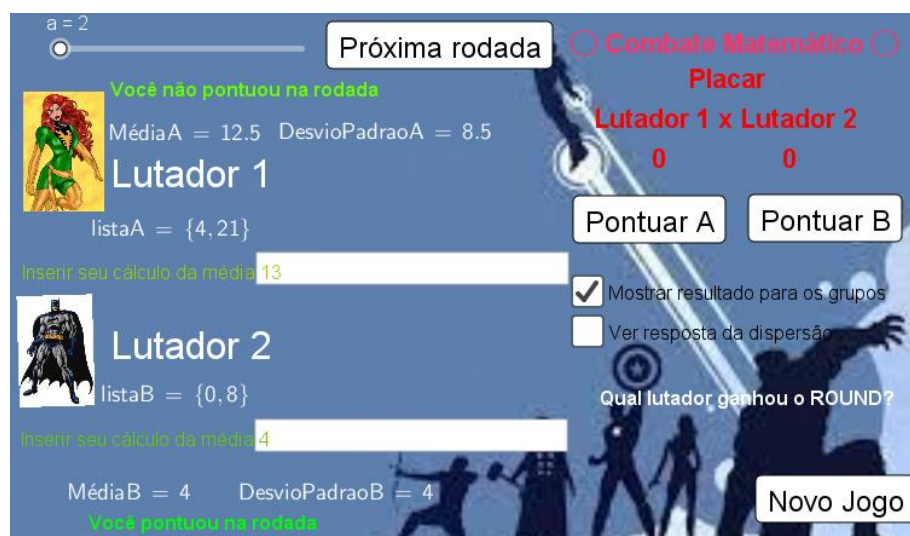 a = 2
Próxima rodada
Combate Matemático
Placar
Lutador 1 x Lutador 2
0 0
Você não pontuou na rodada
MédiaA = 12.5 DesvioPadraoA = 8.5
Lutador 1
listaA = {4, 21}
Inserir seu cálculo da média 13
Pontuar A
Pontuar B
Mostrar resultado para os grupos
Ver resposta da dispersão
Lutador 2
listaB = {0, 8}
Qual lutador ganhou o ROUND?
Inserir seu cálculo da média 4
MédiaB = 4 DesvioPadraoB = 4
Você pontuou na rodada
Novo Jogo